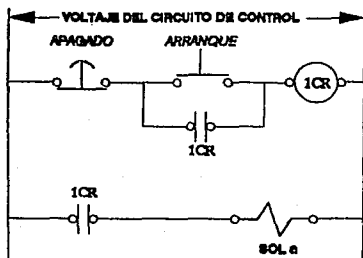 VOLTAJE DEL CIRCUITO DE CONTROL
APAGADO ARRANQUE
1CR
1CR
1CR
SOL a